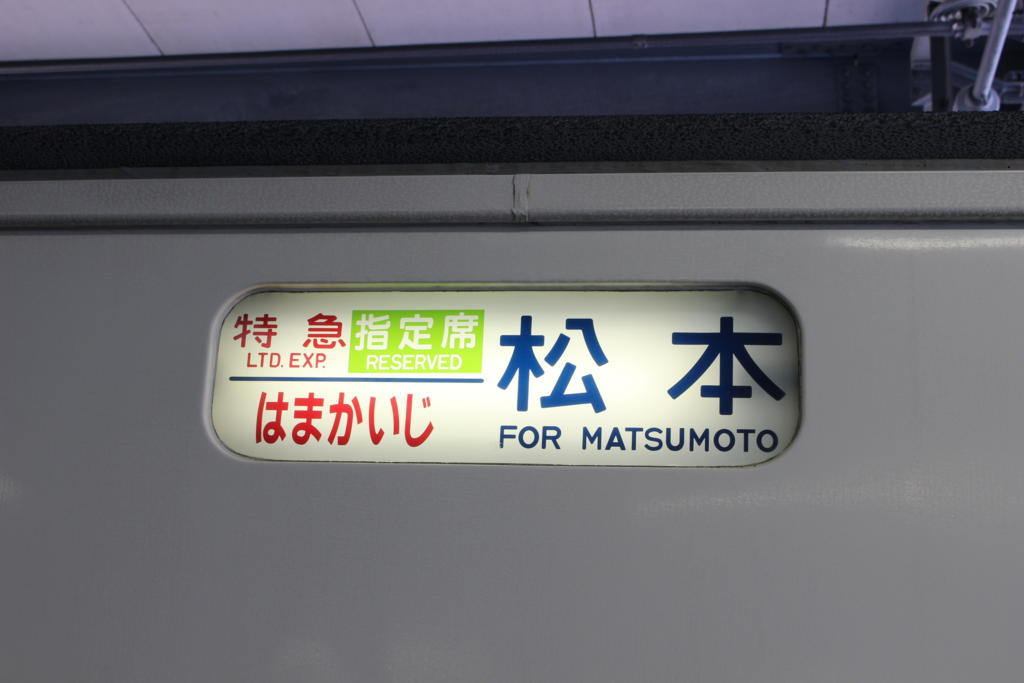 特急
LTD. EXP.
指定席
RESERVED
はまかいじ
松本
FOR MATSUMOTO